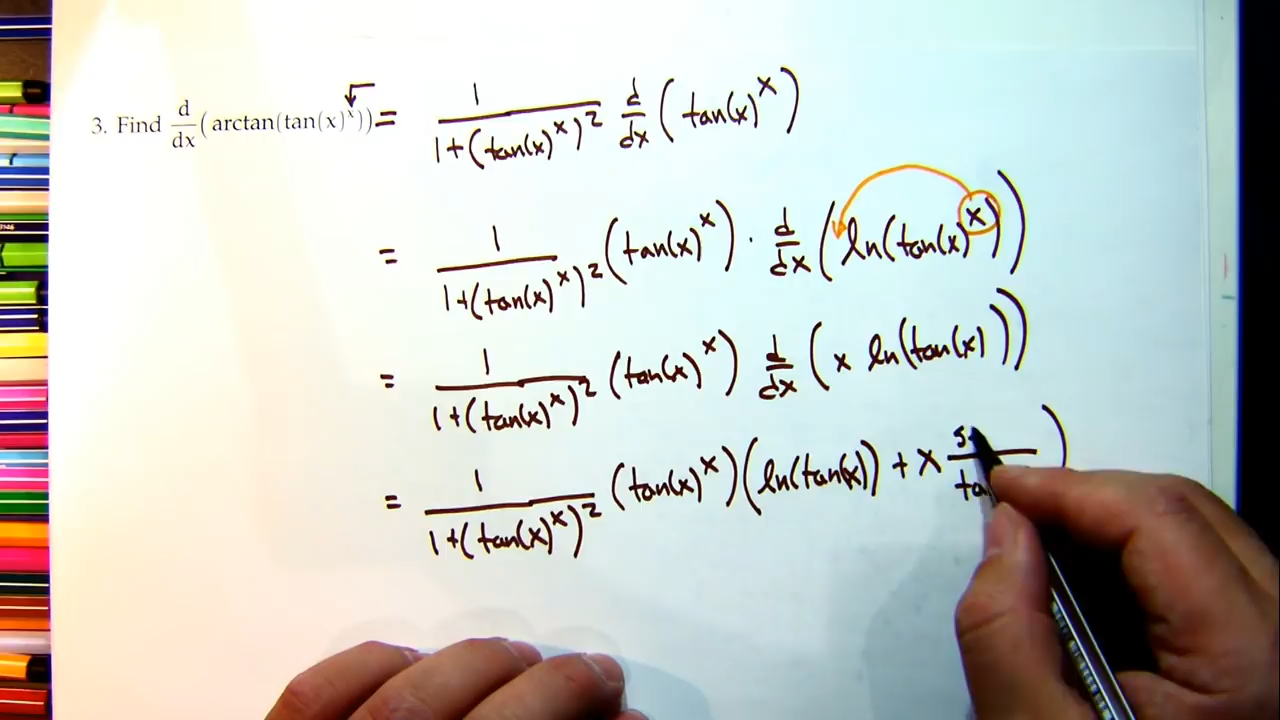 3. Find d/dx (arctan(tan(x)^x)) = 1/(1+(tan(x)^x)^2) d/dx (tan(x)^x)
= 1/(1+(tan(x)^x)^2) (tan(x)^x) · d/dx (ln(tan(x)^x))
= 1/(1+(tan(x)^x)^2) (tan(x)^x) d/dx (x ln(tan(x)))
= 1/(1+(tan(x)^x)^2) (tan(x)^x) (ln(tan(x)) + x s/ta )